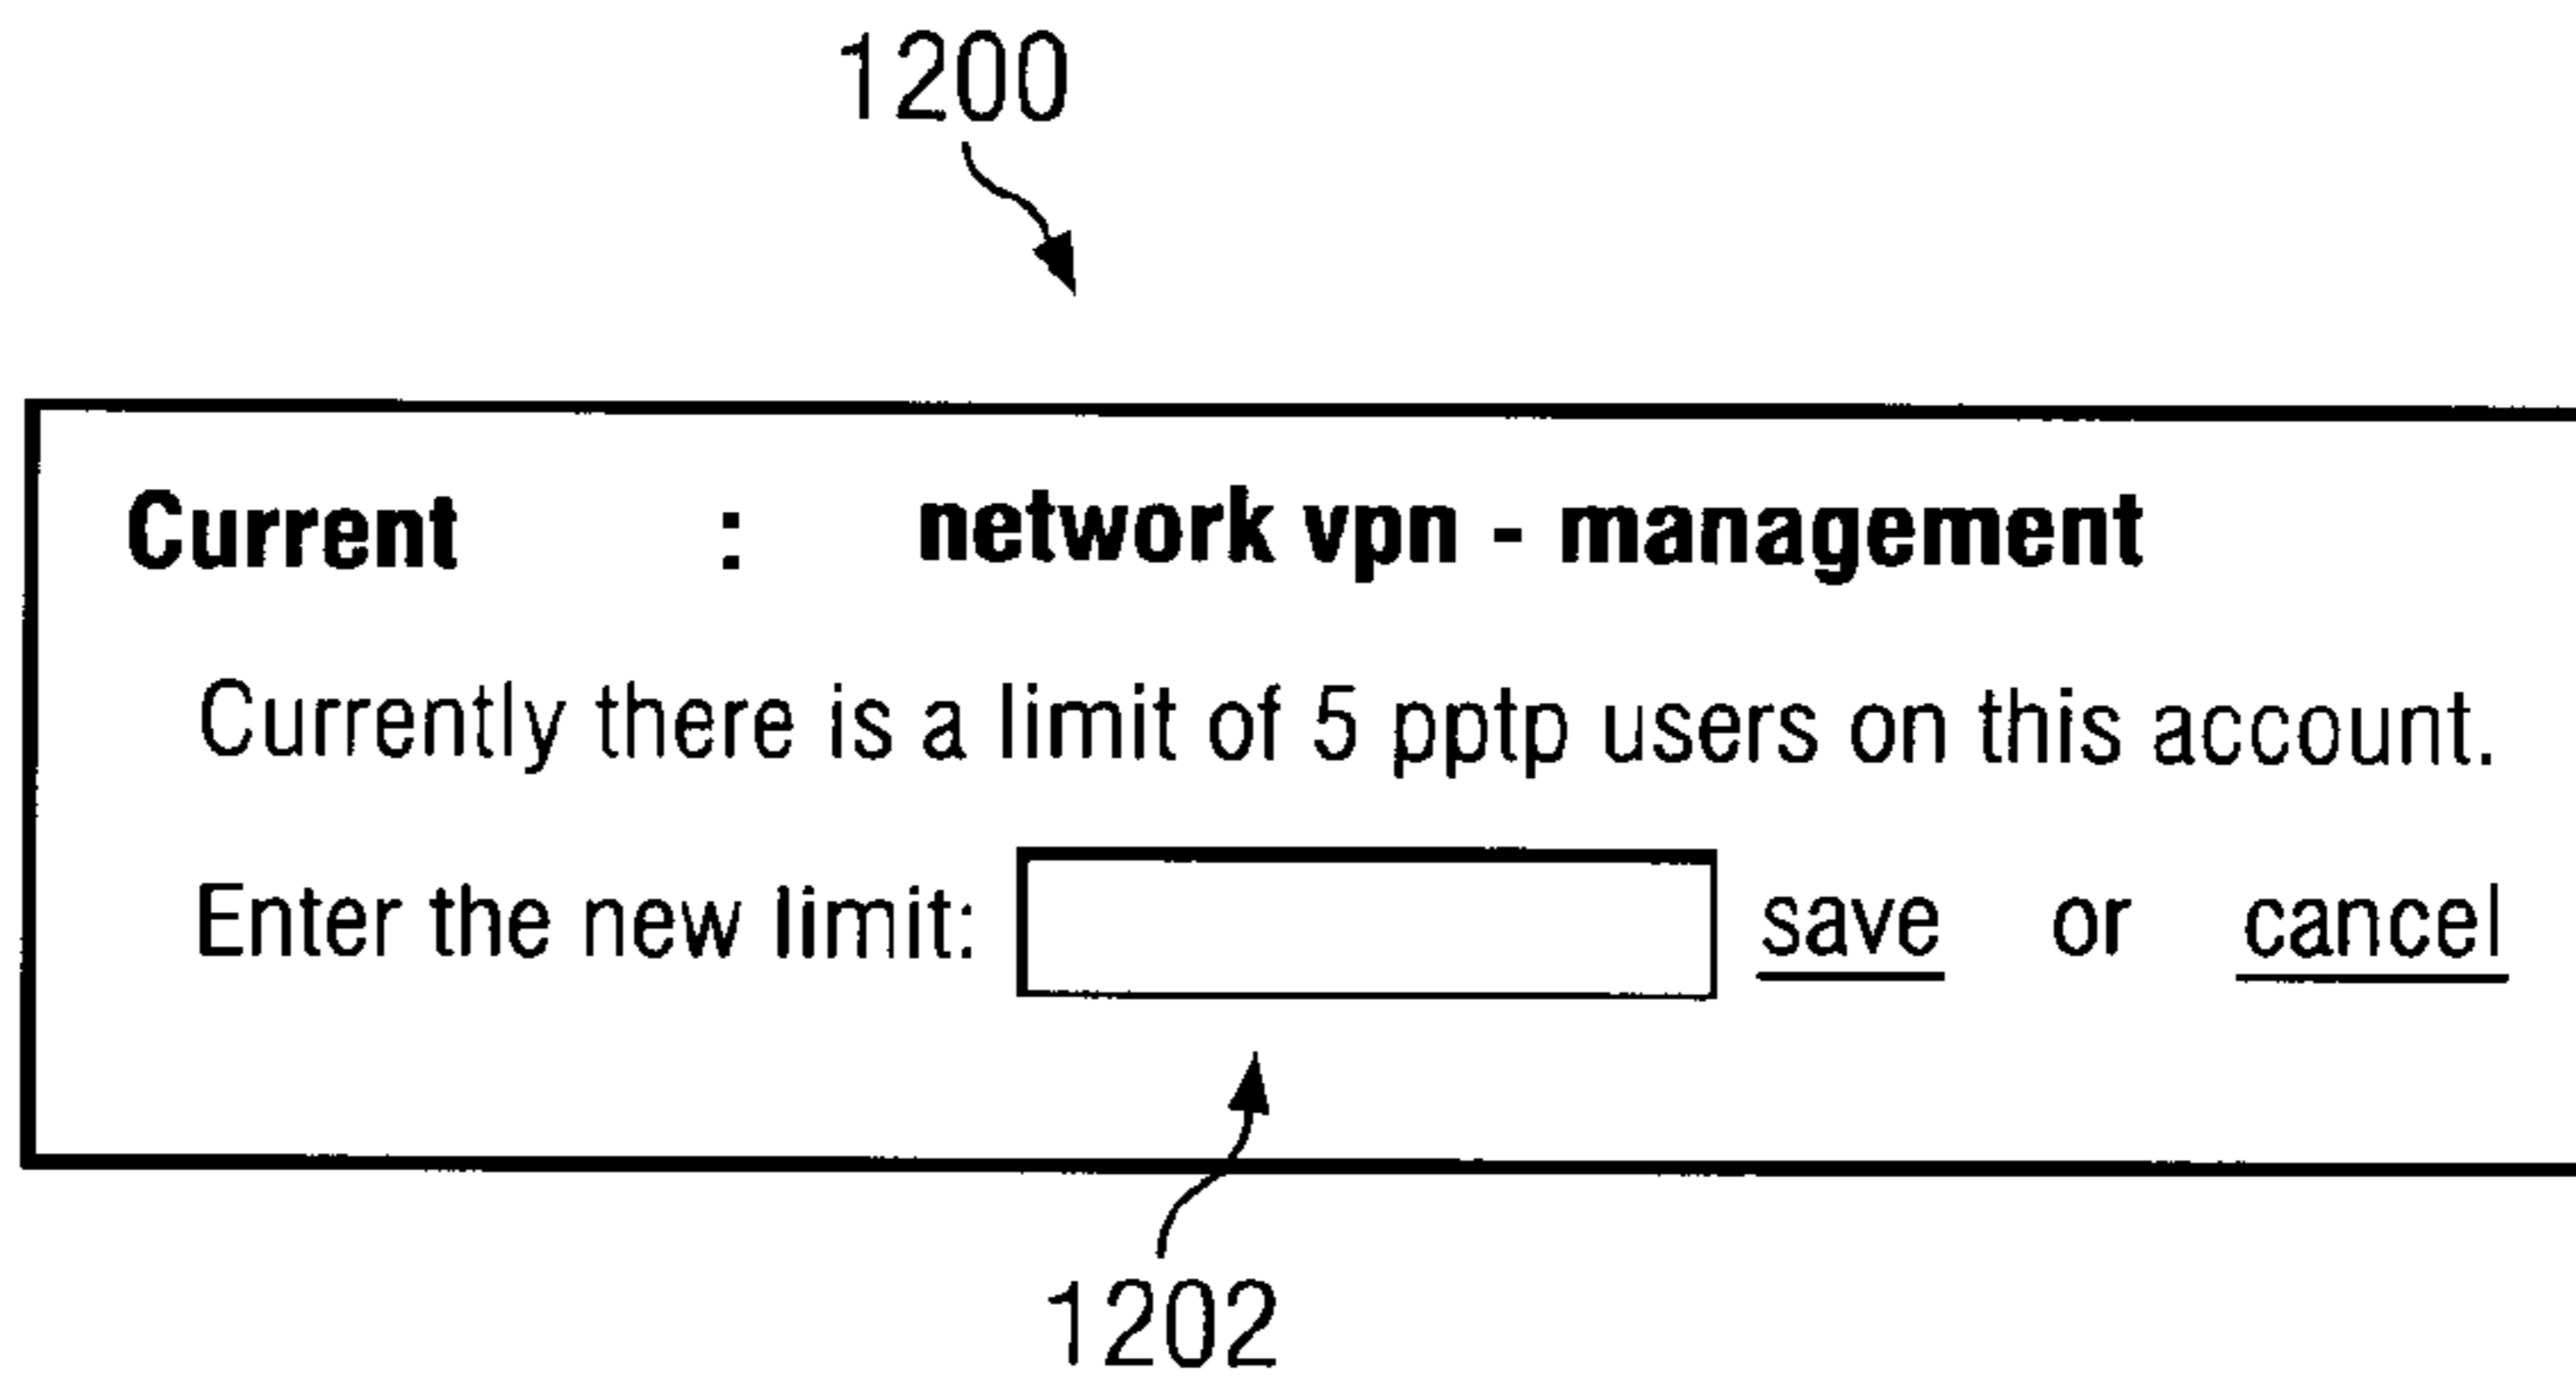 1200
Current : network vpn - management
Currently there is a limit of 5 pptp users on this account.
Enter the new limit: save or cancel
1202